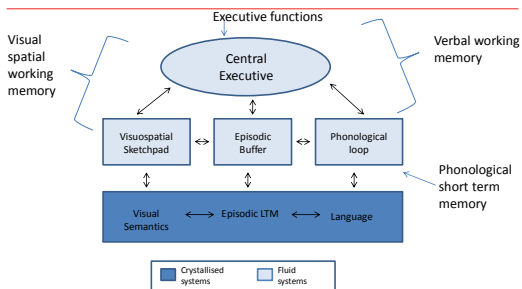 Executive functions
Visual
spatial
working
memory
Central
Executive
Verbal working
memory
Visuospatial
Sketchpad
Episodic
Buffer
Phonological
loop
Phonological
short term
memory
Visual
Semantics
Episodic LTM
Language
Crystallised
systems
Fluid
systems